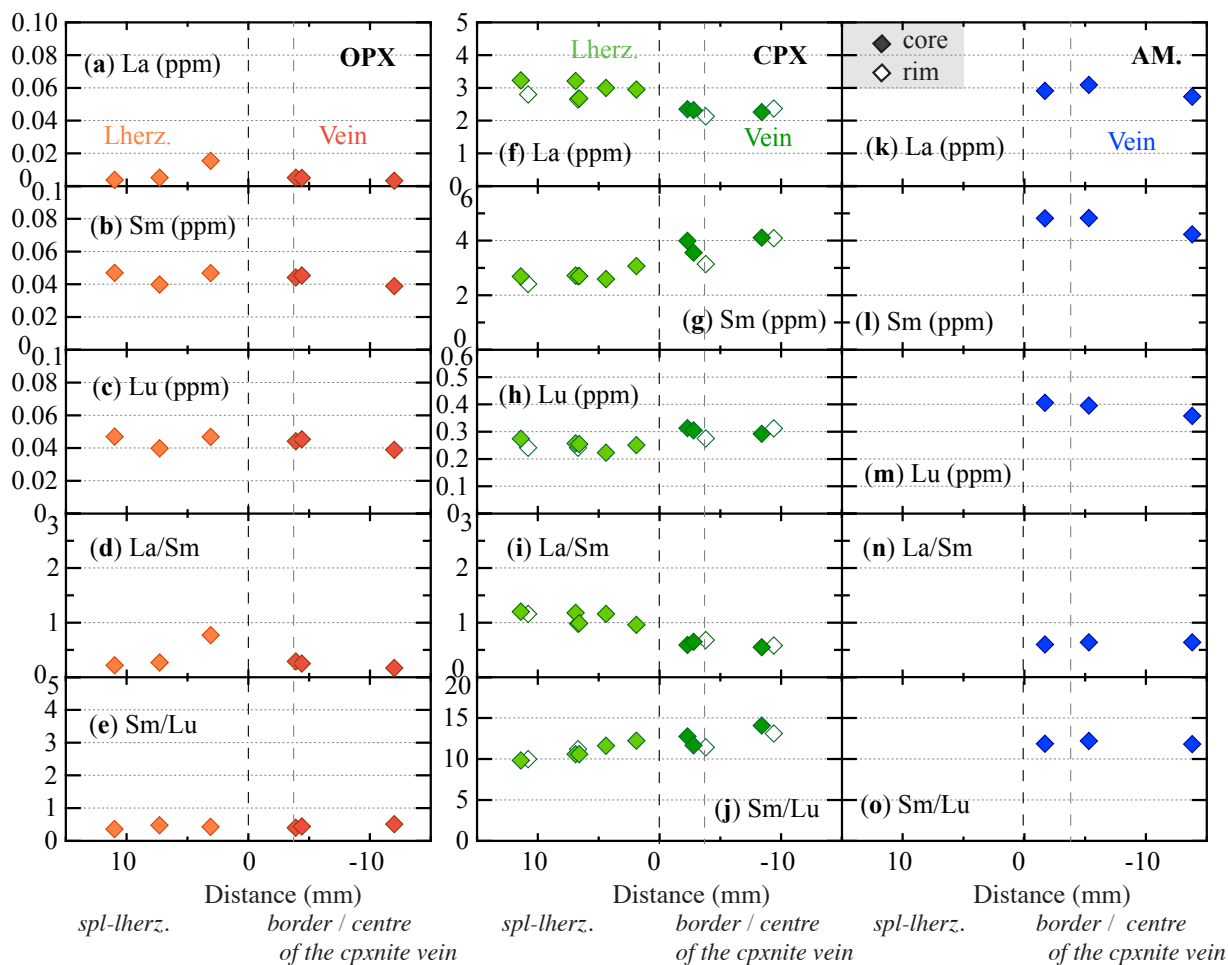 0.10
0.08
0.06
0.04
0.02
0
(a) La (ppm)
OPX
Lherz.
Vein
5
4
3
2
1
0
Lherz.
CPX
Vein
(f) La (ppm)
core
rim
AM.
Vein
(k) La (ppm)
0.1
0.08
0.06
0.04
0.02
0
(b) Sm (ppm)
6
4
2
0
(g) Sm (ppm)
(l) Sm (ppm)
0.1
0.08
0.06
0.04
0.02
0
(c) Lu (ppm)
0.6
0.5
0.4
0.3
0.2
0.1
0
(h) Lu (ppm)
(m) Lu (ppm)
3
2
1
0
(d) La/Sm
3
2
1
0
(i) La/Sm
(n) La/Sm
5
4
3
2
1
0
(e) Sm/Lu
20
15
10
5
0
(j) Sm/Lu
(o) Sm/Lu
10 0 -10
10 0 -10
10 0 -10
Distance (mm)
Distance (mm)
Distance (mm)
spl-lherz.
border / centre
of the cpxnite vein
spl-lherz.
border / centre
of the cpxnite vein
spl-lherz.
border / centre
of the cpxnite vein